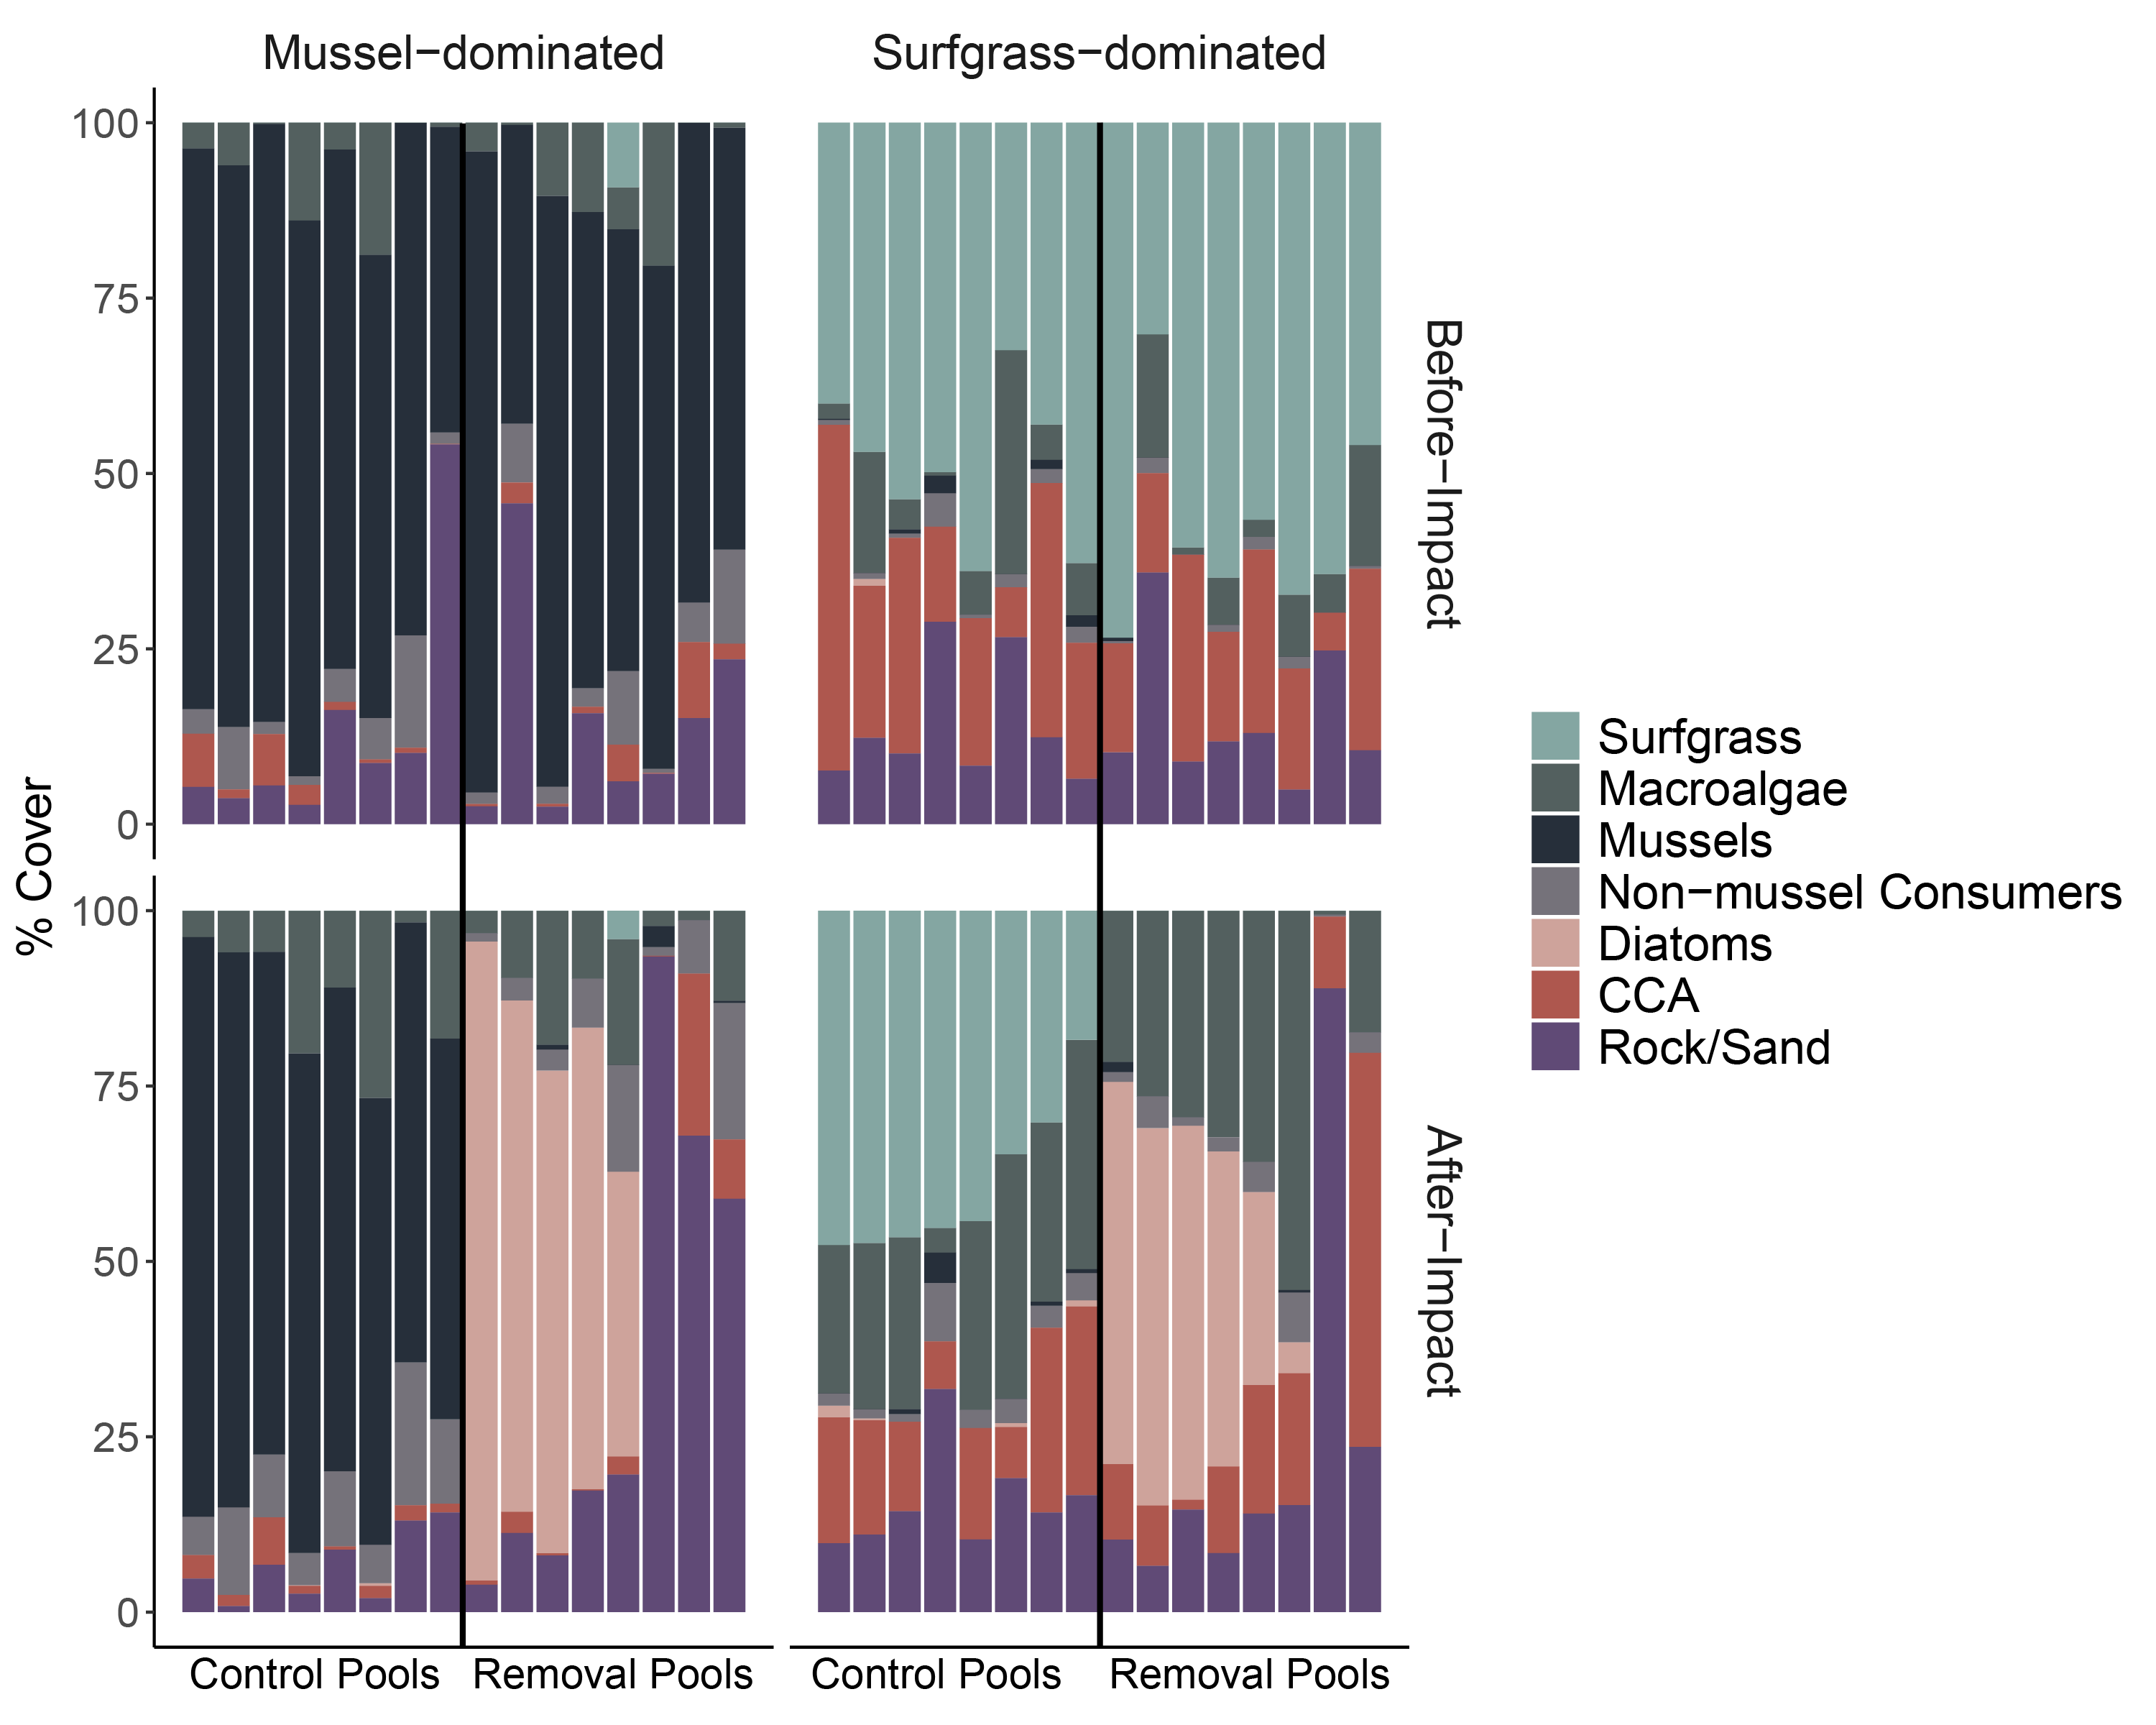 Mussel−dominated
Surfgrass−dominated
100
75
50
25
0
Before−Impact
% Cover
100
75
50
25
0
After−Impact
Control Pools
Removal Pools
Control Pools
Removal Pools
Surfgrass
Macroalgae
Mussels
Non−mussel Consumers
Diatoms
CCA
Rock/Sand